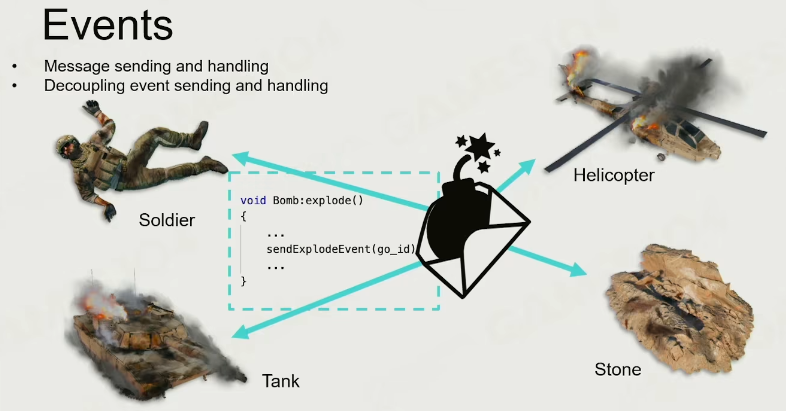 Events
• Message sending and handling
• Decoupling event sending and handling
Helicopter
Soldier
void Bomb:explode()
{
...
sendExplodeEvent(go_id)
...
}
Stone
Tank